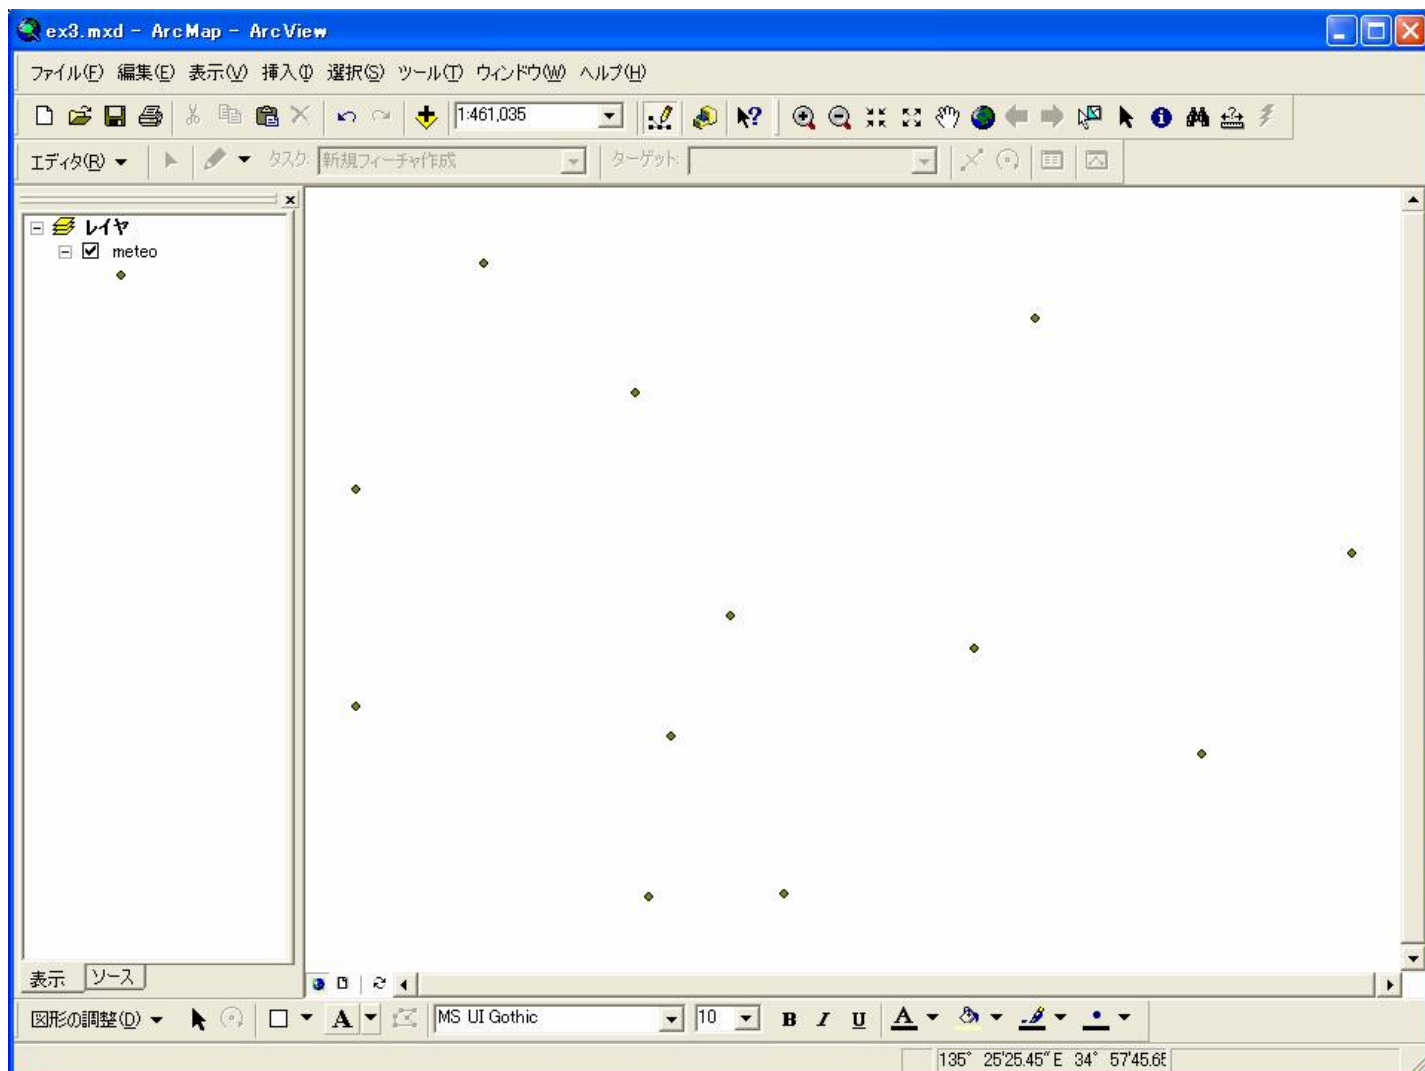 ex3.mxd - ArcMap - ArcView
ファイル(F) 編集(E) 表示(V) 挿入(I) 選択(S) ツール(T) ウィンドウ(W) ヘルプ(H)
1:461,035
エディタ(R) タスク: 新規フィーチャ作成 ターゲット:
レイヤ
meteo
表示 ソース
図形の調整(D) A MS UI Gothic 10 B I U A
135° 25'25.45" E 34° 57'45.65